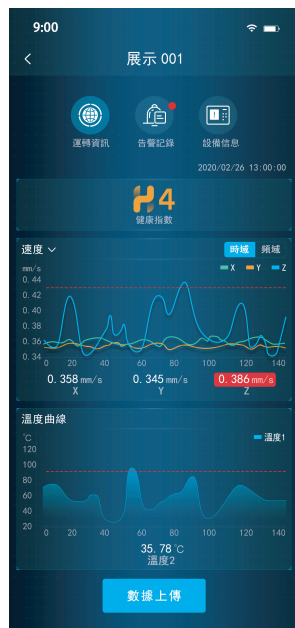 9:00
展示 001
運轉資訊 告警記錄 設備信息
2020/02/26 13:00:00
H4
健康指數
速度 時域 頻域
mm/s X Y Z
0.44
0.42
0.40
0.38
0.36
0.34
0 20 40 60 80 100 120 140
0.358 mm/s 0.345 mm/s 0.386 mm/s
X Y Z
溫度曲線
°C 溫度1
120
100
80
60
40
20
0 20 40 60 80 100 120 140
35.78 °C
溫度2
數據上傳